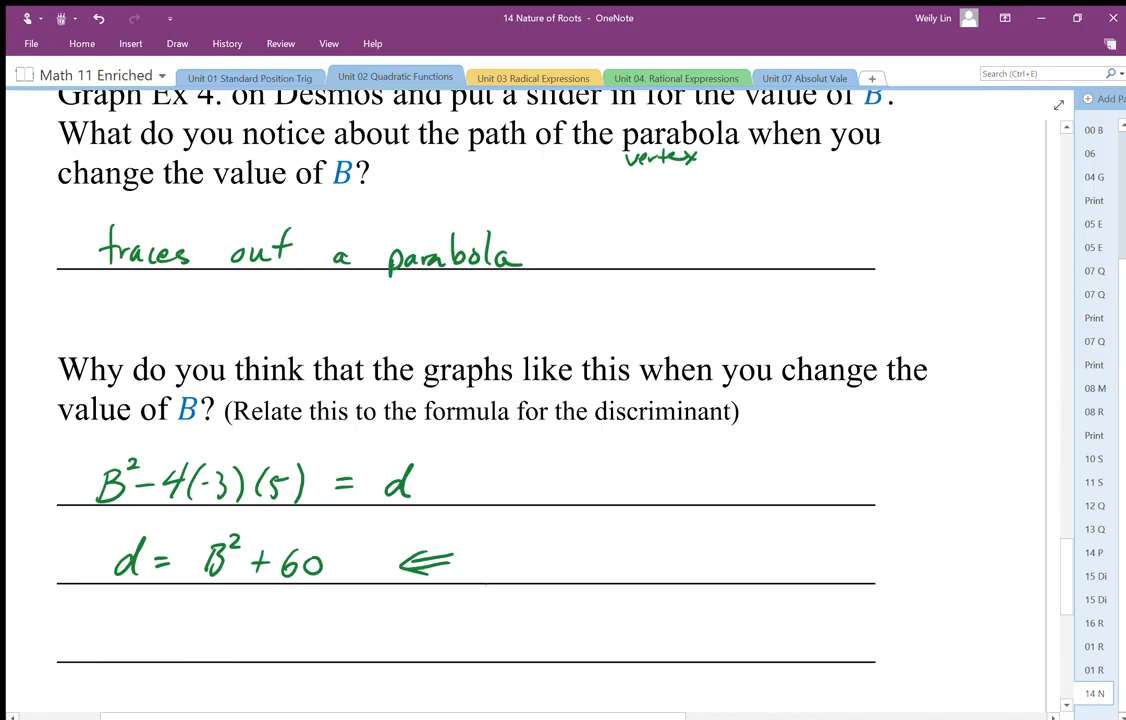 14 Nature of Roots - OneNote
Weily Lin
File Home Insert Draw History Review View Help
Math 11 Enriched
Unit 01 Standard Position Trig
Unit 02 Quadratic Functions
Unit 03 Radical Expressions
Unit 04. Rational Exppressions
Unit 07 Absolut Vale
Search (Ctrl+E)
Add Pa
Graph Ex 4. on Desmos and put a slider in for the value of B.
What do you notice about the path of the parabola when you
vertex
change the value of B?
traces out a parabola
Why do you think that the graphs like this when you change the
value of B? (Relate this to the formula for the discriminant)
B² - 4(-3)(5) = d
d = B² + 60 ⇐
00 B
06
04 G
Print
05 E
05 E
07 Q
07 Q
Print
07 Q
Print
08 M
08 R
Print
10 S
11 S
12 Q
13 Q
14 P
15 Di
15 Di
16 R
01 R
01 R
14 N